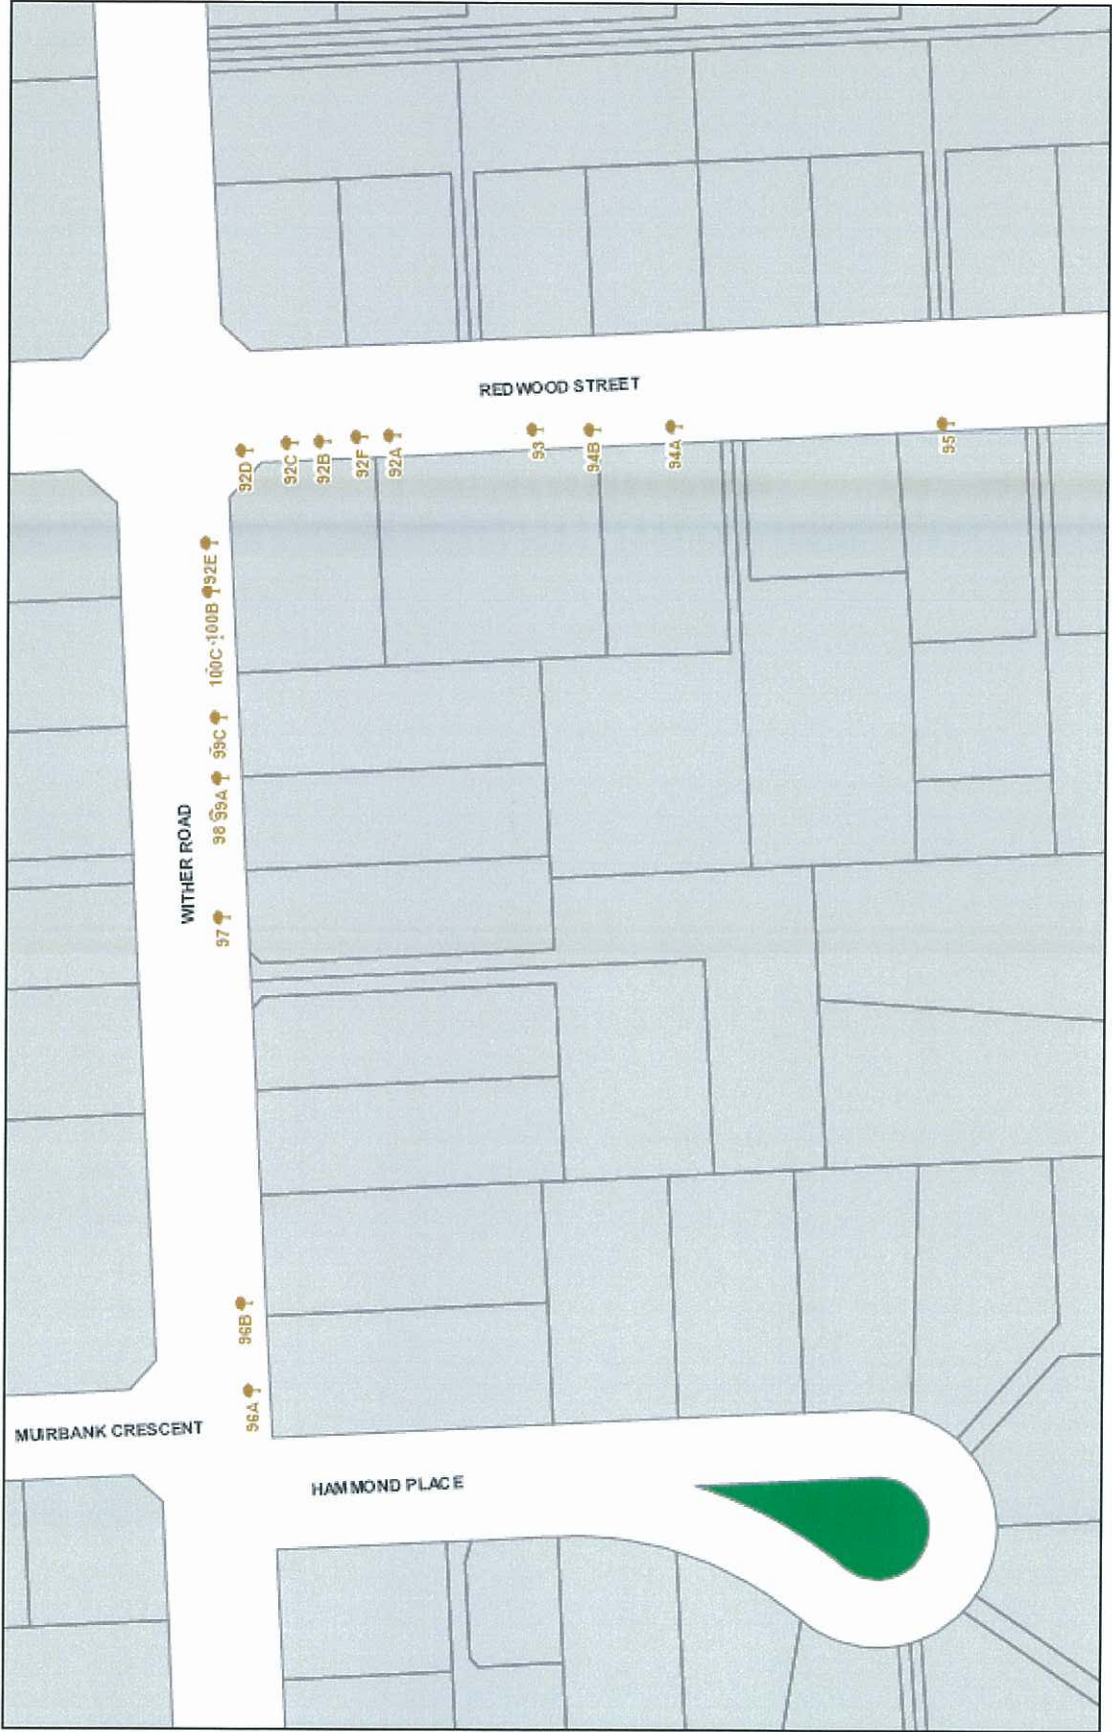 REDWOOD STREET
92D
92C
92B
92F
92A
93
94B
94A
95
92E
100B
100C
99C
99A
98
WITHER ROAD
97
96B
96A
MUIRBANK CRESCENT
HAMMOND PLACE